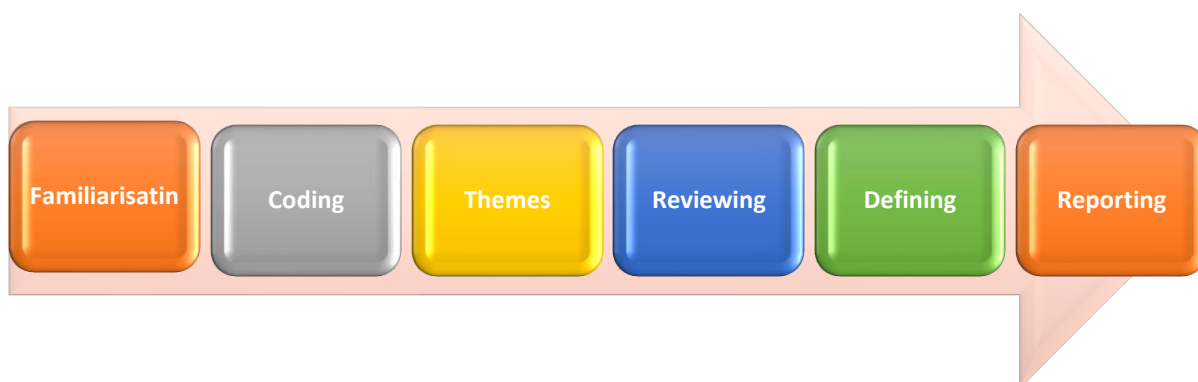 Familiarisatin
Coding
Themes
Reviewing
Defining
Reporting